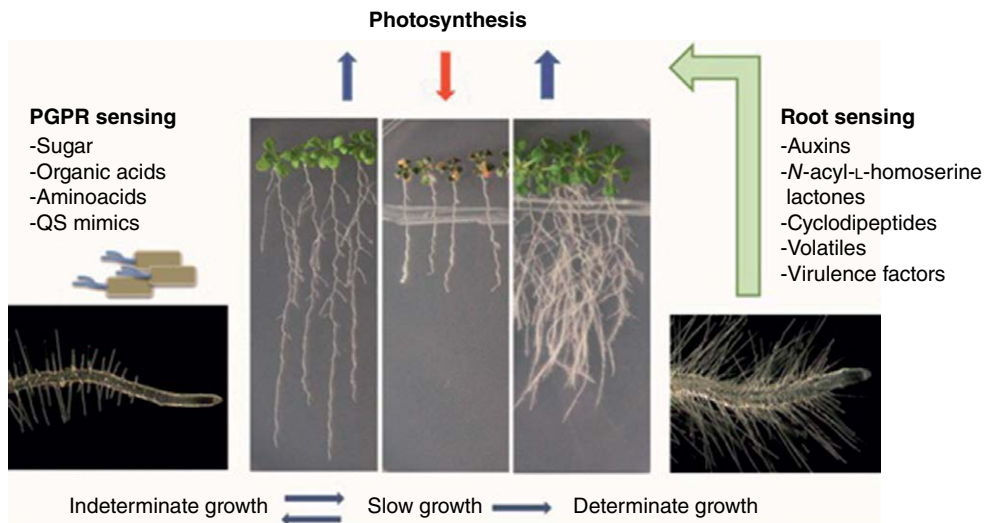 Photosynthesis
PGPR sensing
-Sugar
-Organic acids
-Aminoacids
-QS mimics
Root sensing
-Auxins
-N-acyl-L-homoserine
lactones
-Cyclodipeptides
-Volatiles
-Virulence factors
Indeterminate growth
Slow growth
Determinate growth